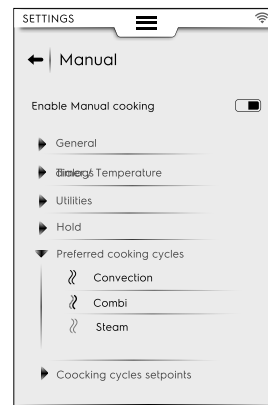 SETTINGS
Manual
Enable Manual cooking
General
Temperature
Utilities
Hold
Preferred cooking cycles
Convection
Combi
Steam
Coocking cycles setpoints